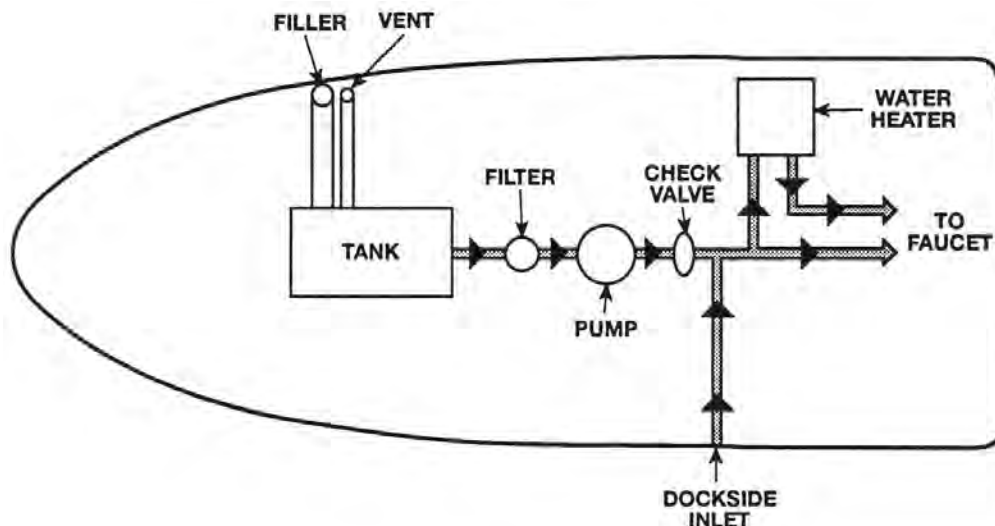 FILLER
VENT
WATER
HEATER
FILTER
CHECK
VALVE
TANK
TO
FAUCET
PUMP
DOCKSIDE
INLET